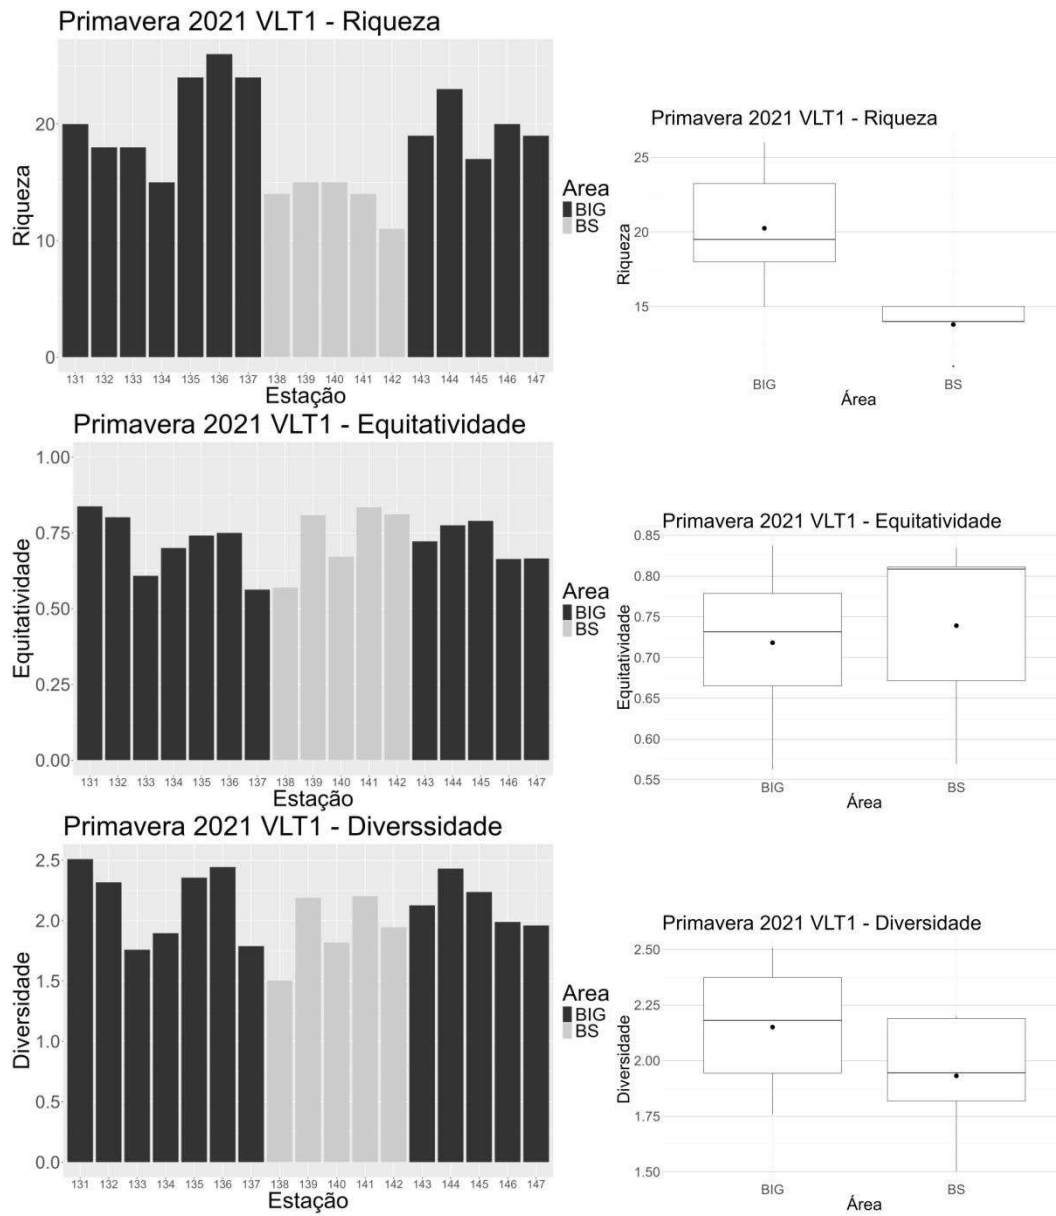 Primavera 2021 VLT1 - Riqueza
Riqueza
20
10
0
131 132 133 134 135 136 137 138 139 140 141 142 143 144 145 146 147
Estação
Area
BIG
BS
Primavera 2021 VLT1 - Riqueza
Riqueza
25
20
15
BIG BS
Área
Primavera 2021 VLT1 - Equitatividade
Equitatividade
1.00
0.75
0.50
0.25
0.00
131 132 133 134 135 136 137 138 139 140 141 142 143 144 145 146 147
Estação
Area
BIG
BS
Primavera 2021 VLT1 - Equitatividade
Equitatividade
0.85
0.80
0.75
0.70
0.65
0.60
0.55
BIG BS
Área
Primavera 2021 VLT1 - Diverssidade
Diversidade
2.5
2.0
1.5
1.0
0.5
0.0
131 132 133 134 135 136 137 138 139 140 141 142 143 144 145 146 147
Estação
Area
BIG
BS
Primavera 2021 VLT1 - Diversidade
Diversidade
2.50
2.25
2.00
1.75
1.50
BIG BS
Área